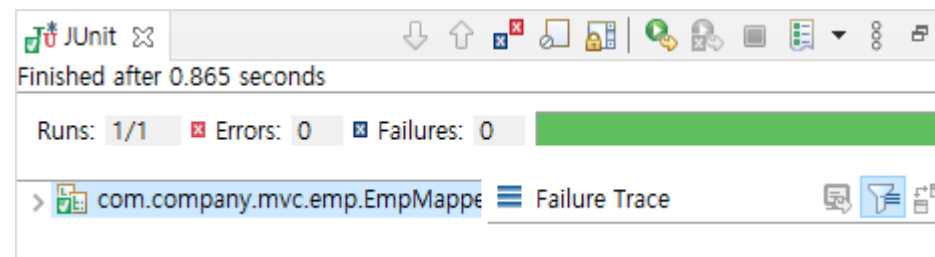 JUnit
Finished after 0.865 seconds
Runs: 1/1 Errors: 0 Failures: 0
com.company.mvc.emp.EmpMappe Failure Trace